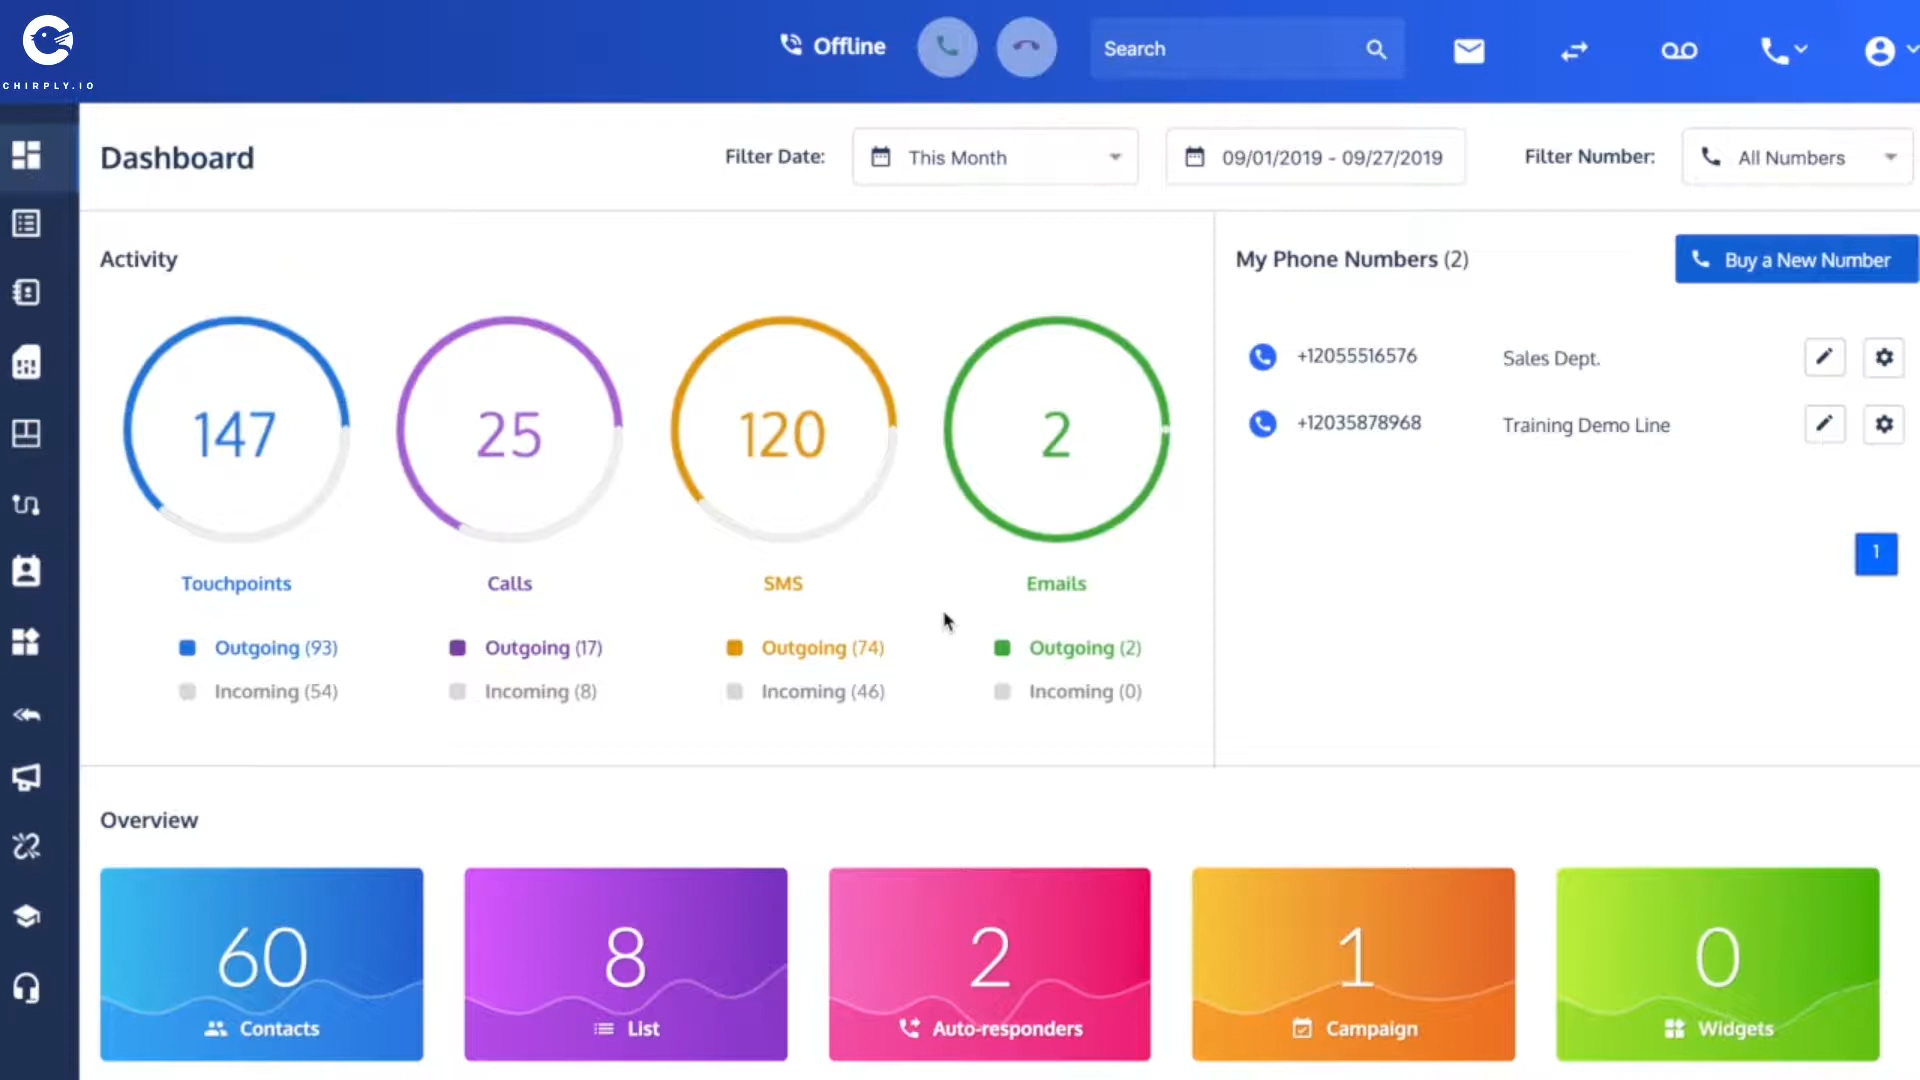 CHIRPLY.IO
Offline
Search
Dashboard
Filter Date:
This Month
09/01/2019 - 09/27/2019
Filter Number:
All Numbers
Activity
147
25
120
2
Touchpoints
Calls
SMS
Emails
Outgoing (93)
Outgoing (17)
Outgoing (74)
Outgoing (2)
Incoming (54)
Incoming (8)
Incoming (46)
Incoming (0)
My Phone Numbers (2)
Buy a New Number
+12055516576
Sales Dept.
+12035878968
Training Demo Line
1
Overview
60
Contacts
8
List
2
Auto-responders
1
Campaign
0
Widgets